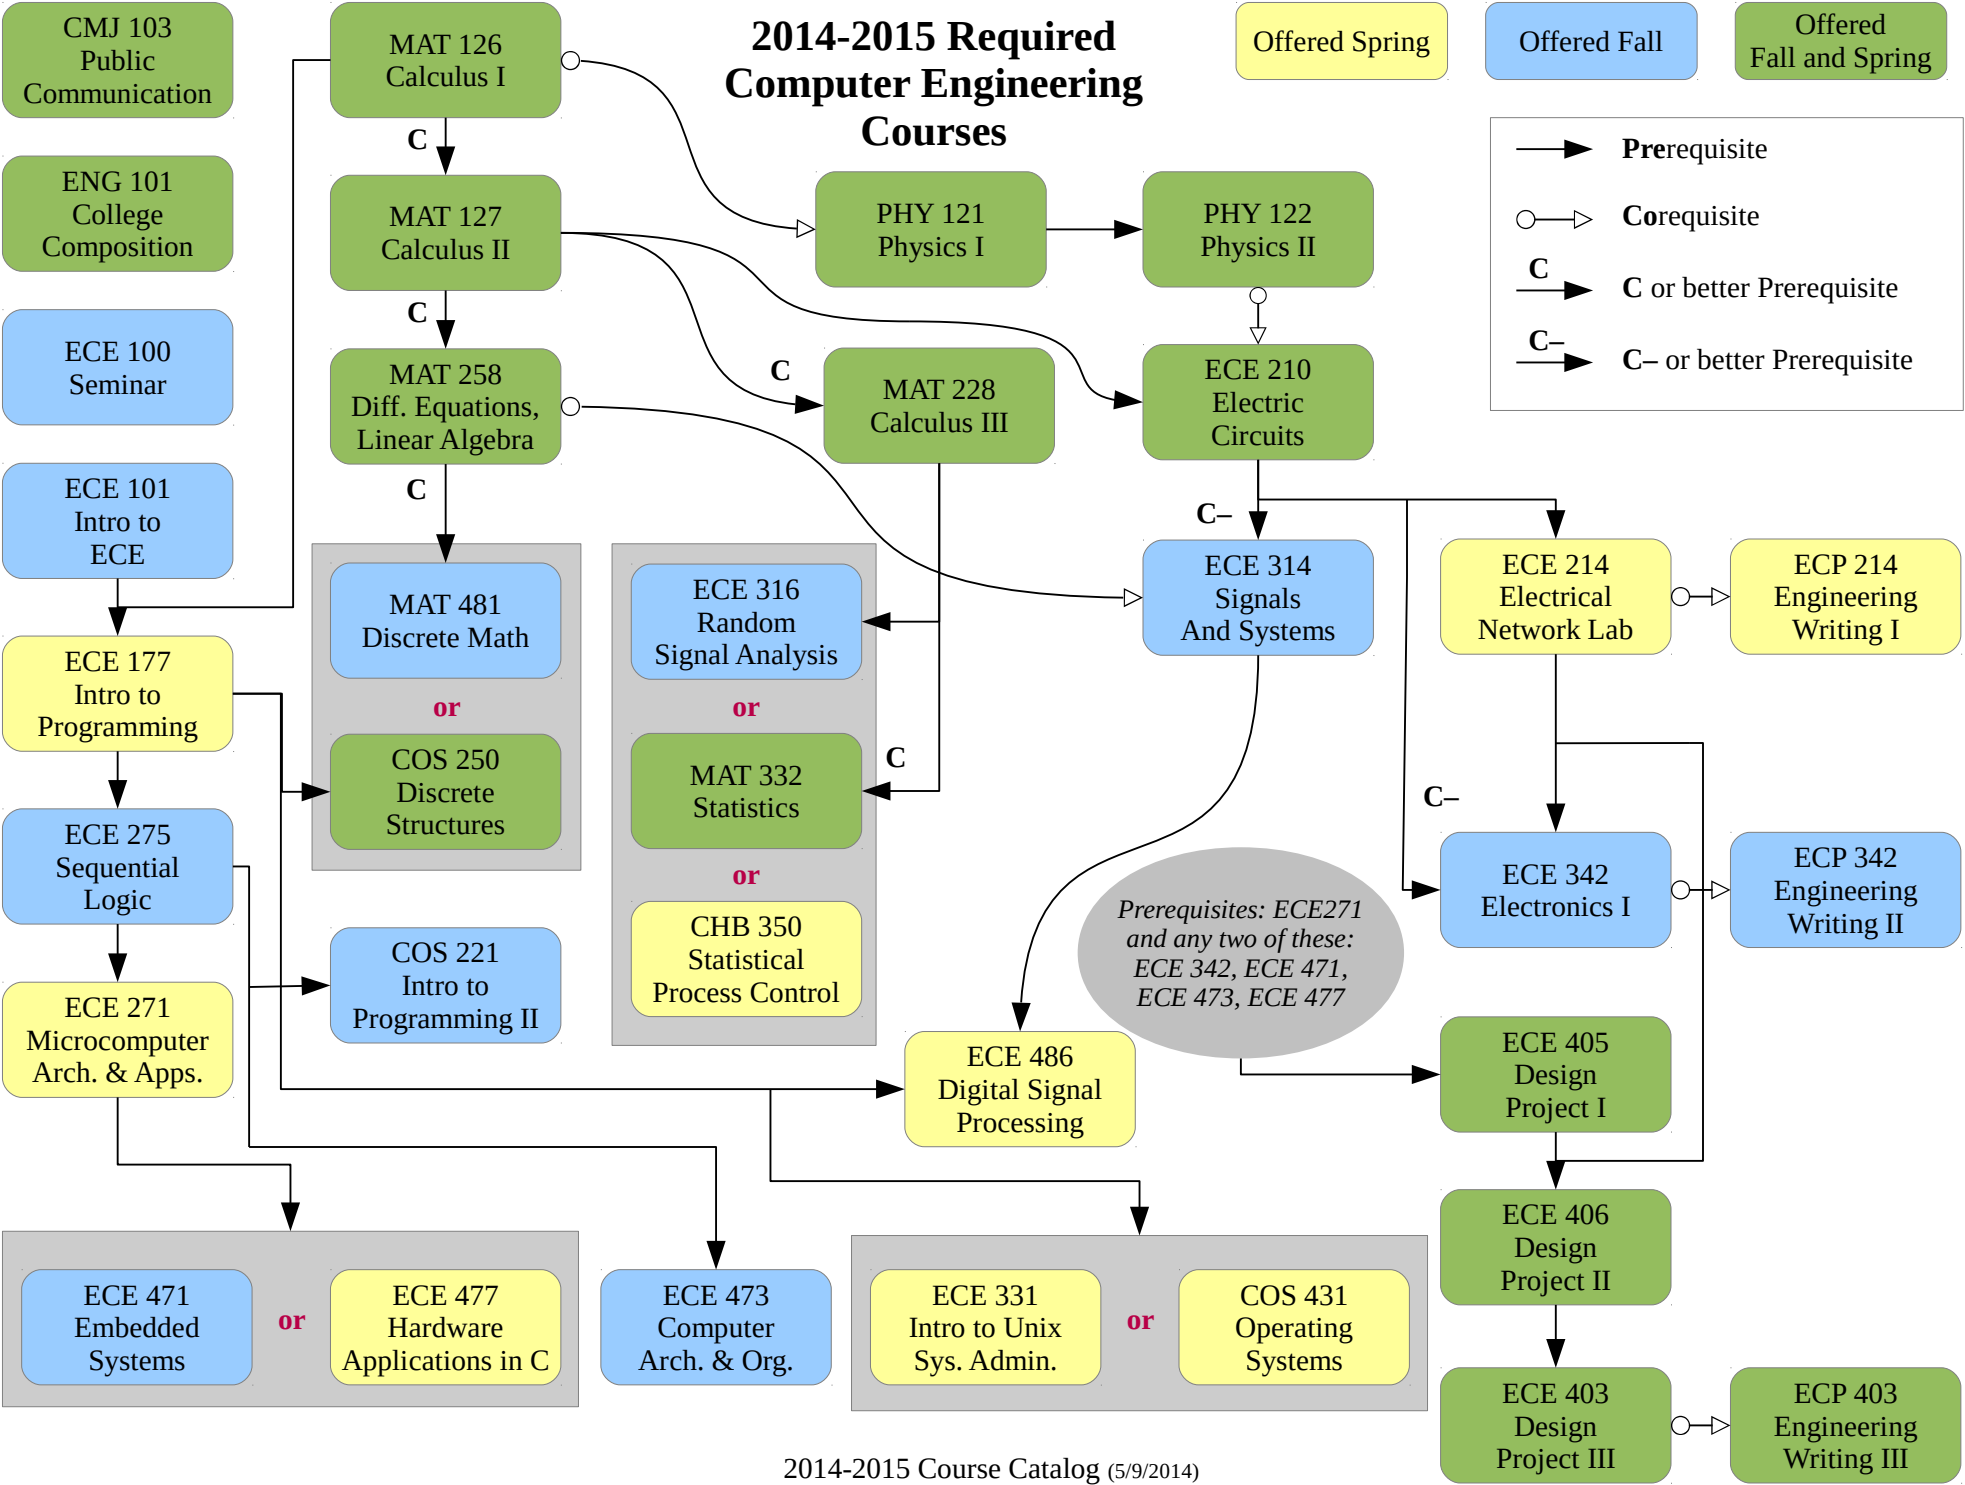 2014-2015 Required
Computer Engineering
Courses
Offered Spring
Offered Fall
Offered
Fall and Spring
Prerequisite
Corequisite
C
C or better Prerequisite
C–
C– or better Prerequisite
CMJ 103
Public
Communication
ENG 101
College
Composition
ECE 100
Seminar
ECE 101
Intro to
ECE
ECE 177
Intro to
Programming
ECE 275
Sequential
Logic
ECE 271
Microcomputer
Arch. & Apps.
MAT 126
Calculus I
C
MAT 127
Calculus II
C
MAT 258
Diff. Equations,
Linear Algebra
C
MAT 481
Discrete Math
or
COS 250
Discrete
Structures
COS 221
Intro to
Programming II
PHY 121
Physics I
PHY 122
Physics II
C
MAT 228
Calculus III
ECE 210
Electric
Circuits
ECE 316
Random
Signal Analysis
or
C
MAT 332
Statistics
or
CHB 350
Statistical
Process Control
C–
ECE 314
Signals
And Systems
ECE 214
Electrical
Network Lab
ECP 214
Engineering
Writing I
C–
ECE 342
Electronics I
ECP 342
Engineering
Writing II
Prerequisites: ECE271
and any two of these:
ECE 342, ECE 471,
ECE 473, ECE 477
ECE 486
Digital Signal
Processing
ECE 405
Design
Project I
ECE 406
Design
Project II
ECE 471
Embedded
Systems
or
ECE 477
Hardware
Applications in C
ECE 473
Computer
Arch. & Org.
ECE 331
Intro to Unix
Sys. Admin.
or
COS 431
Operating
Systems
ECE 403
Design
Project III
ECP 403
Engineering
Writing III
2014-2015 Course Catalog (5/9/2014)